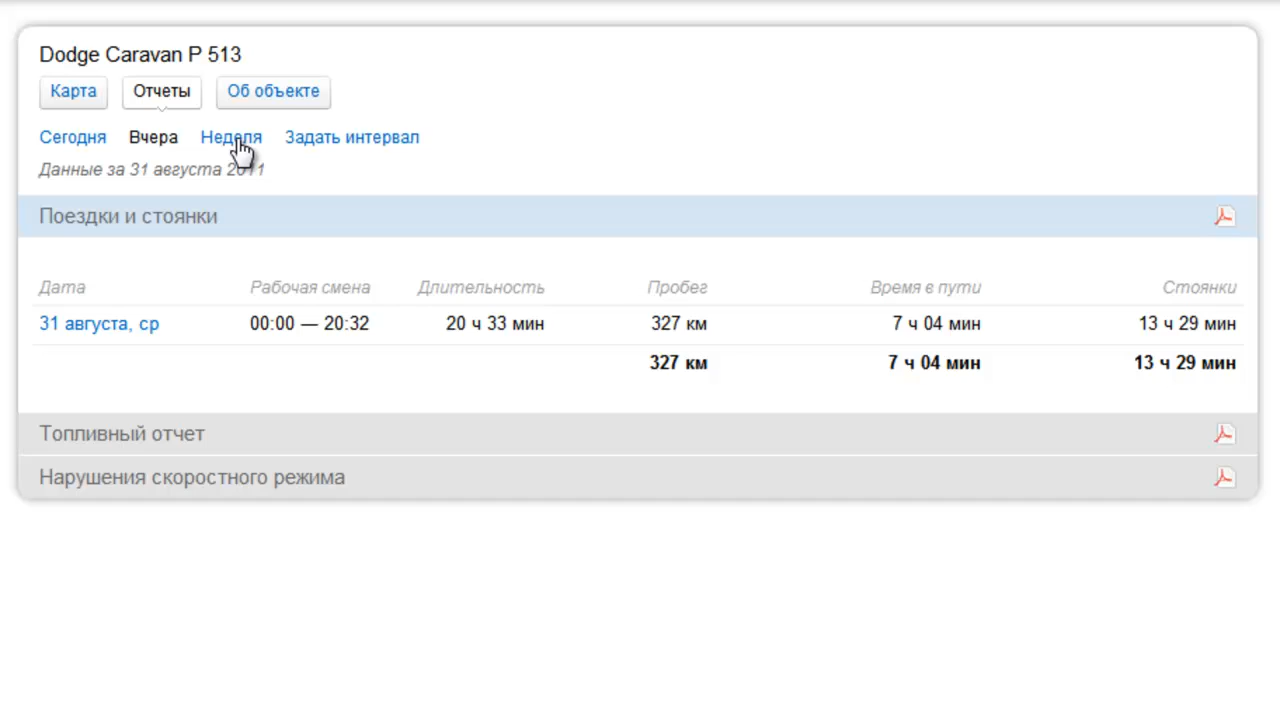 Dodge Caravan P 513
Карта Отчеты Об объекте
Сегодня Вчера Неделя Задать интервал
Данные за 31 августа 2011
Поездки и стоянки
Дата Рабочая смена Длительность Пробег Время в пути Стоянки
31 августа, ср 00:00 — 20:32 20 ч 33 мин 327 км 7 ч 04 мин 13 ч 29 мин
327 км 7 ч 04 мин 13 ч 29 мин
Топливный отчет
Нарушения скоростного режима